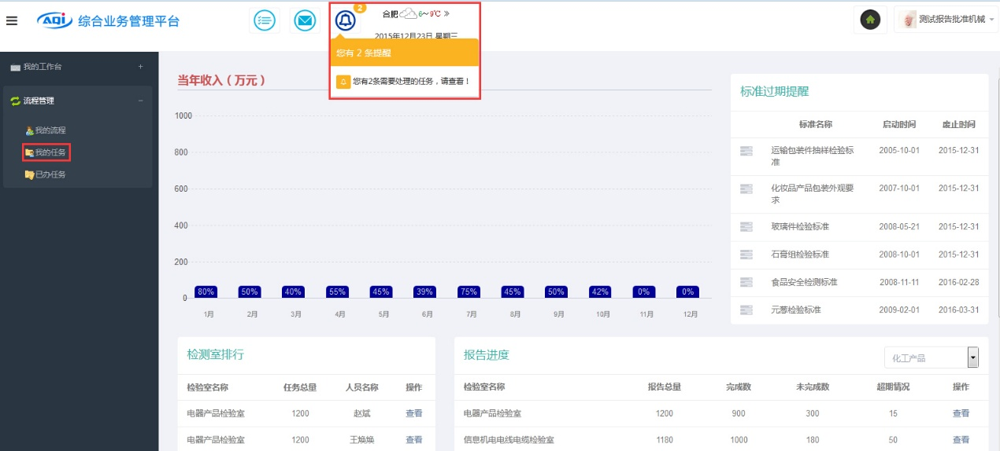 AQI 综合业务管理平台
2
合肥 6～9℃ »
2015年12月23日 星期三
测试报告批准机械
您有 2 条提醒
您有2条需要处理的任务，请查看！
我的工作台 +
流程管理 −
我的流程
我的任务
已办任务
当年收入（万元）
1000
800
600
400
200
0
80% 50% 40% 55% 45% 39% 75% 45% 50% 42% 0% 0%
1月 2月 3月 4月 5月 6月 7月 8月 9月 10月 11月 12月
标准过期提醒
标准名称 启动时间 废止时间
运输包装件抽样检验标 2005-10-01 2015-12-31
准
化妆品产品包装外观要 2007-10-01 2015-12-31
求
玻璃件检验标准 2008-05-21 2015-12-31
石膏组检验标准 2008-10-01 2015-12-31
食品安全检测标准 2008-11-11 2016-02-28
元葱检验标准 2009-02-01 2016-03-31
检测室排行
检验室名称 任务总量 人员名称 操作
电器产品检验室 1200 赵斌 查看
电器产品检验室 1200 王焕焕 查看
报告进度
化工产品
检验室名称 报告总量 完成数 未完成数 超期情况 操作
电器产品检验室 1200 900 300 15 查看
信息机电电线电缆检验室 1180 1000 180 50 查看